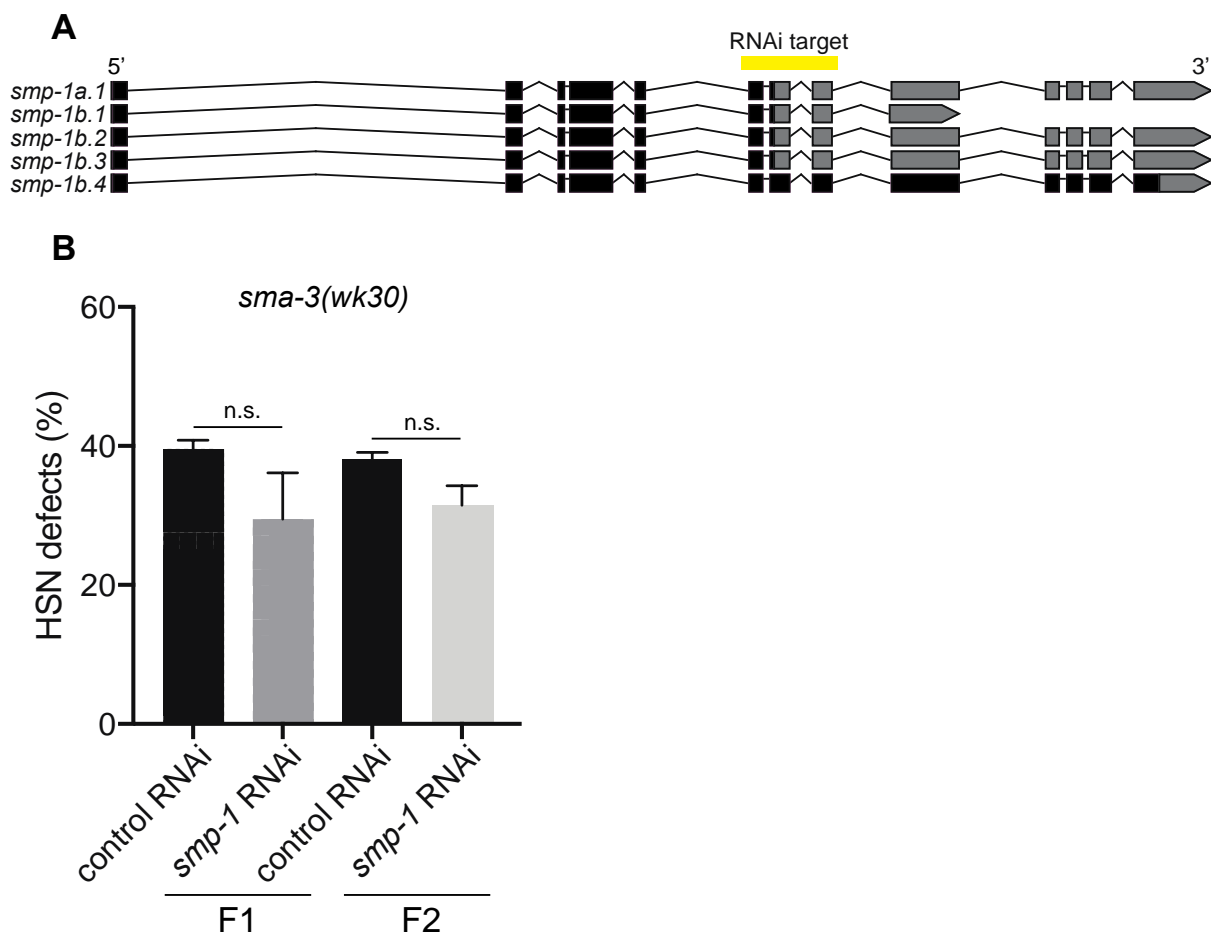 A
RNAi target
5’
3’
smp-1a.1
smp-1b.1
smp-1b.2
smp-1b.3
smp-1b.4
B
sma-3(wk30)
60
40
20
0
HSN defects (%)
n.s.
n.s.
control RNAi
smp-1 RNAi
control RNAi
smp-1 RNAi
F1
F2